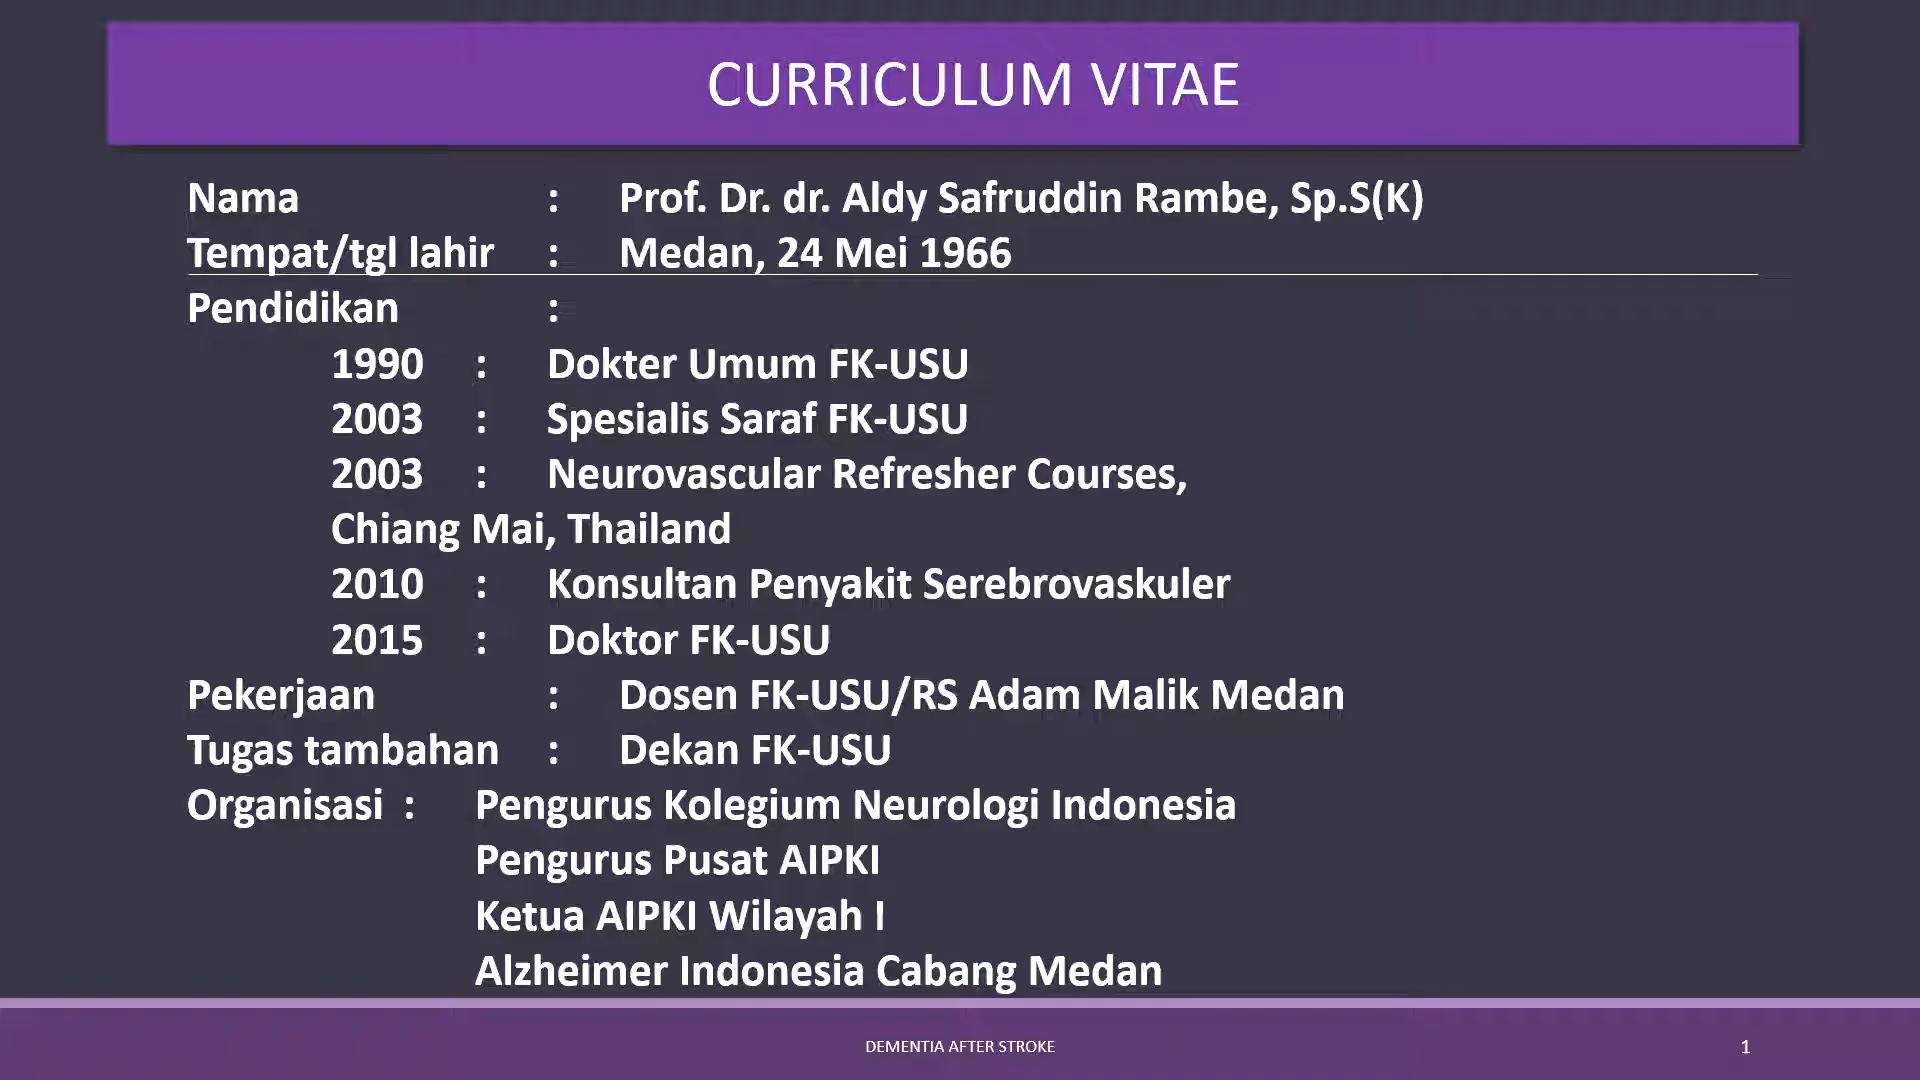 CURRICULUM VITAE
Nama : Prof. Dr. dr. Aldy Safruddin Rambe, Sp.S(K)
Tempat/tgl lahir : Medan, 24 Mei 1966
Pendidikan :
1990 : Dokter Umum FK-USU
2003 : Spesialis Saraf FK-USU
2003 : Neurovascular Refresher Courses,
Chiang Mai, Thailand
2010 : Konsultan Penyakit Serebrovaskuler
2015 : Doktor FK-USU
Pekerjaan : Dosen FK-USU/RS Adam Malik Medan
Tugas tambahan : Dekan FK-USU
Organisasi : Pengurus Kolegium Neurologi Indonesia
Pengurus Pusat AIPKI
Ketua AIPKI Wilayah I
Alzheimer Indonesia Cabang Medan
DEMENTIA AFTER STROKE
1